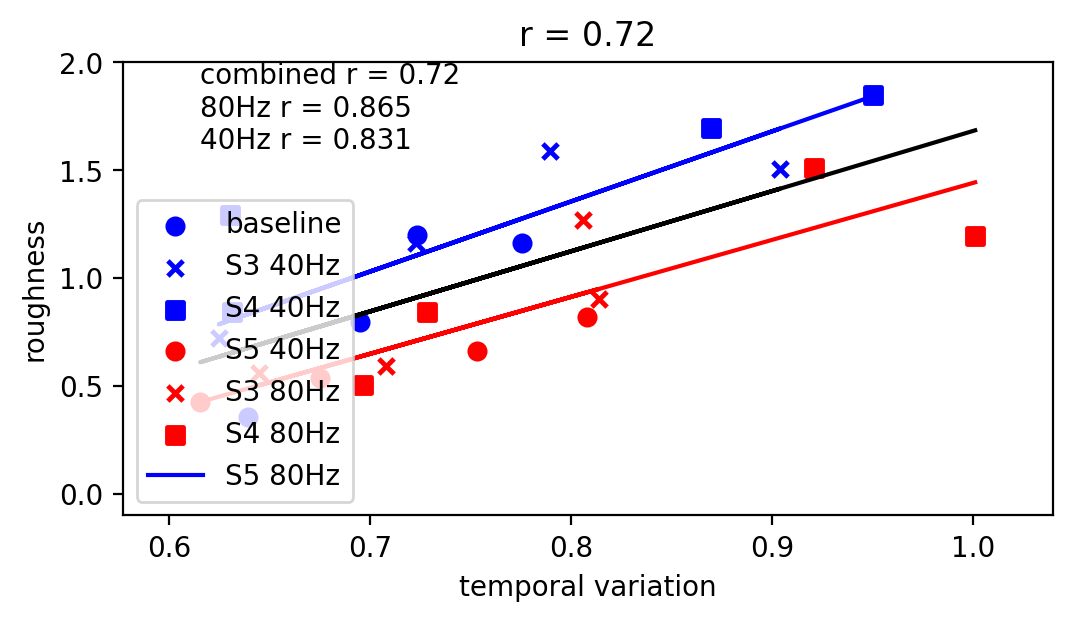 r = 0.72
combined r = 0.72
80Hz r = 0.865
40Hz r = 0.831
2.0
1.5
1.0
0.5
0.0
roughness
baseline
S3 40Hz
S4 40Hz
S5 40Hz
S3 80Hz
S4 80Hz
S5 80Hz
0.6 0.7 0.8 0.9 1.0
temporal variation